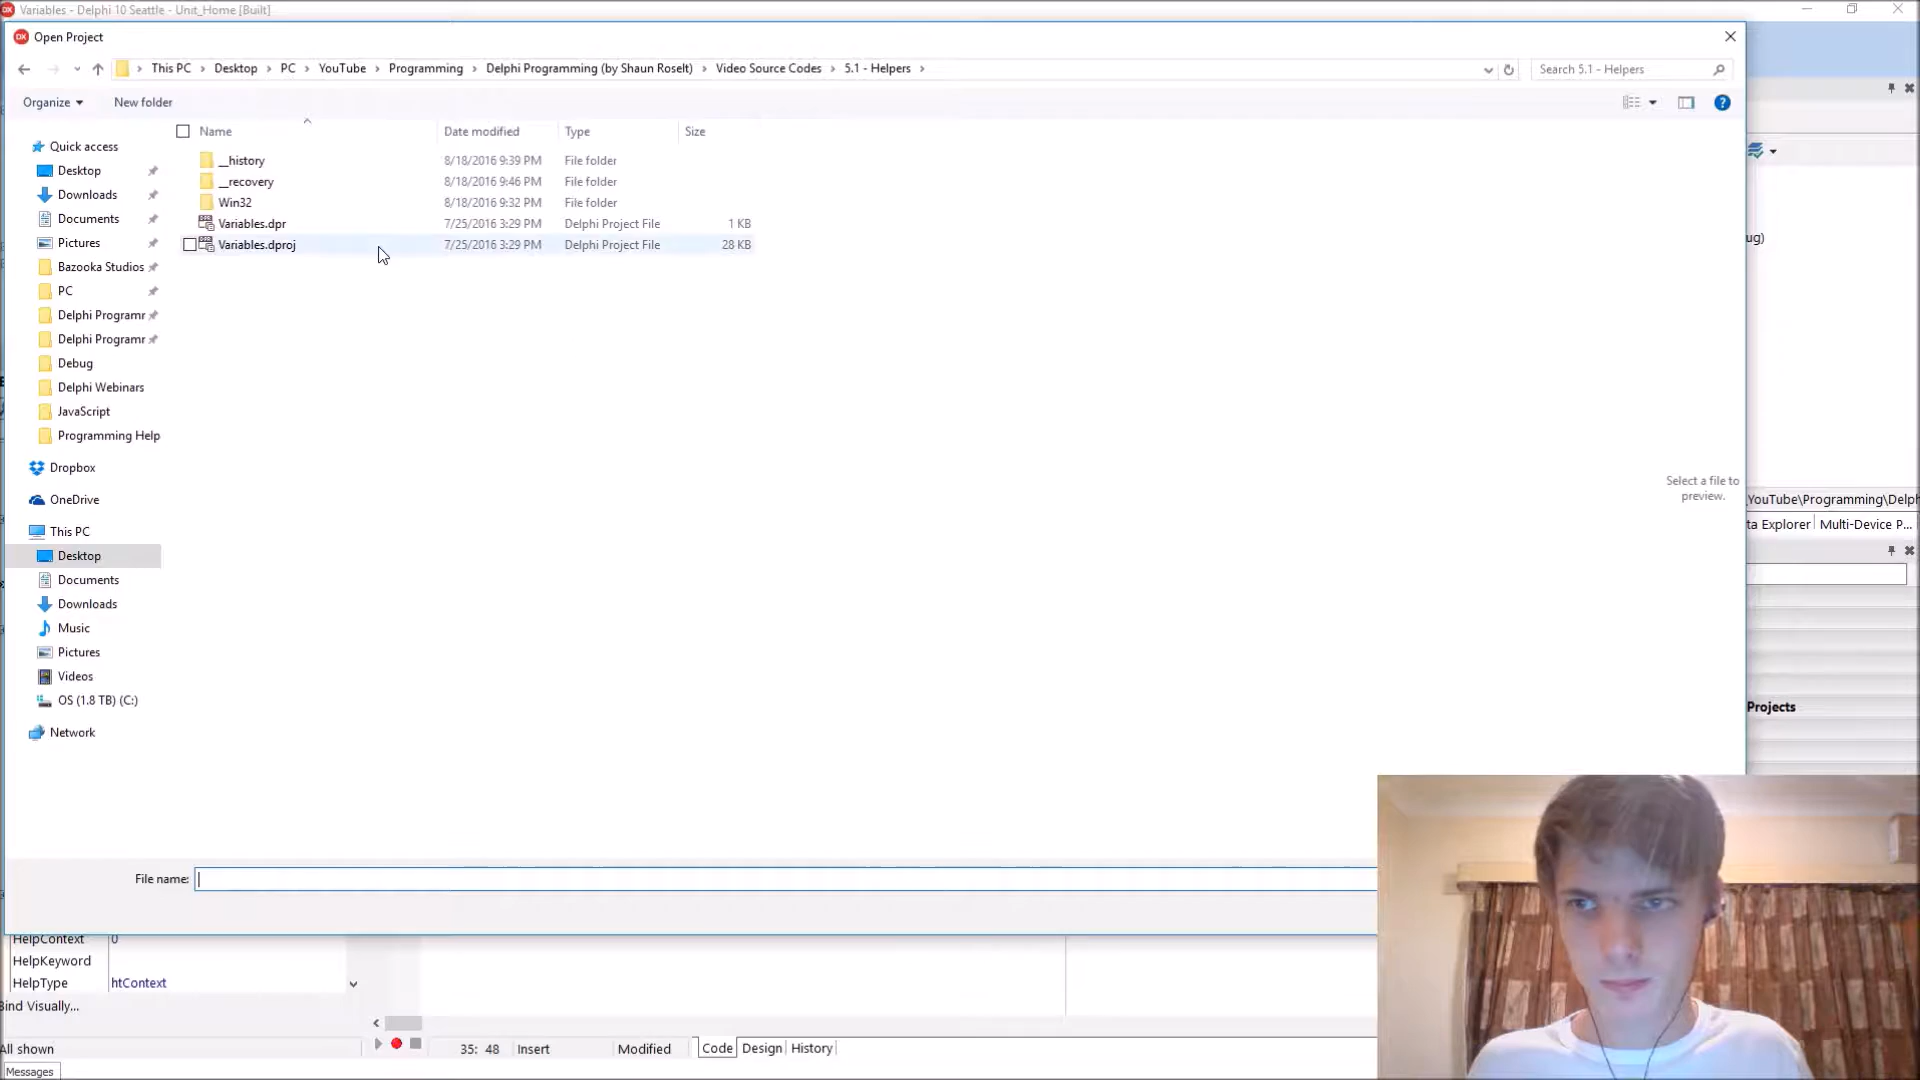 Variables - Delphi 10 Seattle - Unit_Home [Built]
Open Project
This PC > Desktop > PC > YouTube > Programming > Delphi Programming (by Shaun Roselt) > Video Source Codes > 5.1 - Helpers >
Search 5.1 - Helpers
Organize
New folder
Name Date modified Type Size
__history 8/18/2016 9:39 PM File folder
__recovery 8/18/2016 9:46 PM File folder
Win32 8/18/2016 9:32 PM File folder
Variables.dpr 7/25/2016 3:29 PM Delphi Project File 1 KB
Variables.dproj 7/25/2016 3:29 PM Delphi Project File 28 KB
Quick access
Desktop
Downloads
Documents
Pictures
Bazooka Studios
PC
Delphi Programr
Delphi Programr
Debug
Delphi Webinars
JavaScript
Programming Help
Dropbox
OneDrive
This PC
Desktop
Documents
Downloads
Music
Pictures
Videos
OS (1.8 TB) (C:)
Network
Select a file to
preview.
ug)
YouTube\Programming\Delph
ta Explorer
Multi-Device P...
Projects
File name:
HelpContext 0
HelpKeyword
HelpType htContext
Bind Visually...
All shown
35: 48 Insert Modified Code Design History
Messages